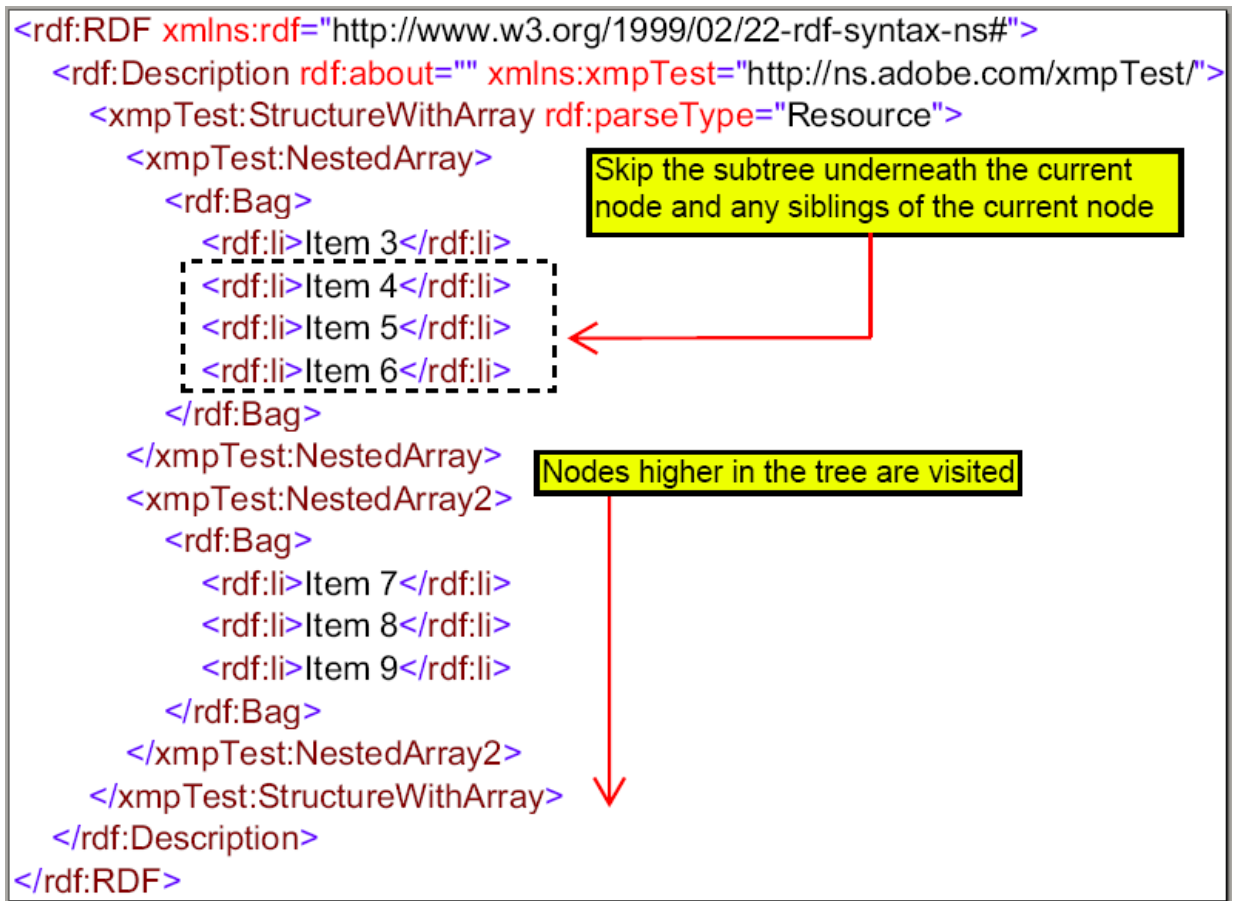 <rdf:RDF xmlns:rdf="http://www.w3.org/1999/02/22-rdf-syntax-ns#">
<rdf:Description rdf:about="" xmlns:xmpTest="http://ns.adobe.com/xmpTest/">
<xmpTest:StructureWithArray rdf:parseType="Resource">
<xmpTest:NestedArray>
Skip the subtree underneath the current
node and any siblings of the current node
<rdf:Bag>
<rdf:li>Item 3</rdf:li>
<rdf:li>Item 4</rdf:li>
<rdf:li>Item 5</rdf:li>
<rdf:li>Item 6</rdf:li>
</rdf:Bag>
</xmpTest:NestedArray>
Nodes higher in the tree are visited
<xmpTest:NestedArray2>
<rdf:Bag>
<rdf:li>Item 7</rdf:li>
<rdf:li>Item 8</rdf:li>
<rdf:li>Item 9</rdf:li>
</rdf:Bag>
</xmpTest:NestedArray2>
</xmpTest:StructureWithArray>
</rdf:Description>
</rdf:RDF>